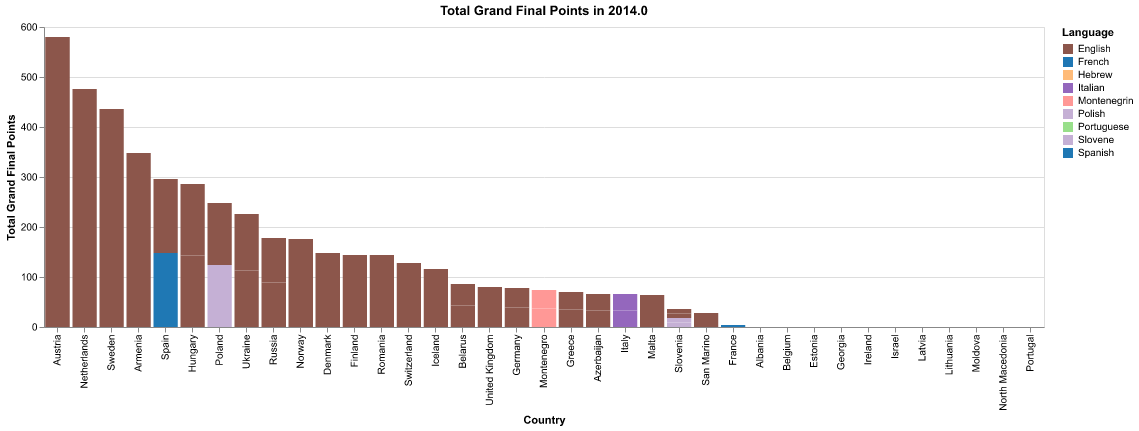 Total Grand Final Points in 2014.0
600
500
400
300
200
100
0
Total Grand Final Points
Austria
Netherlands
Sweden
Armenia
Spain
Hungary
Poland
Ukraine
Russia
Norway
Denmark
Finland
Romania
Switzerland
Iceland
Belarus
United Kingdom
Germany
Montenegro
Greece
Azerbaijan
Italy
Malta
Slovenia
San Marino
France
Albania
Belgium
Estonia
Georgia
Ireland
Israel
Latvia
Lithuania
Moldova
North Macedonia
Portugal
Country
Language
English
French
Hebrew
Italian
Montenegrin
Polish
Portuguese
Slovene
Spanish